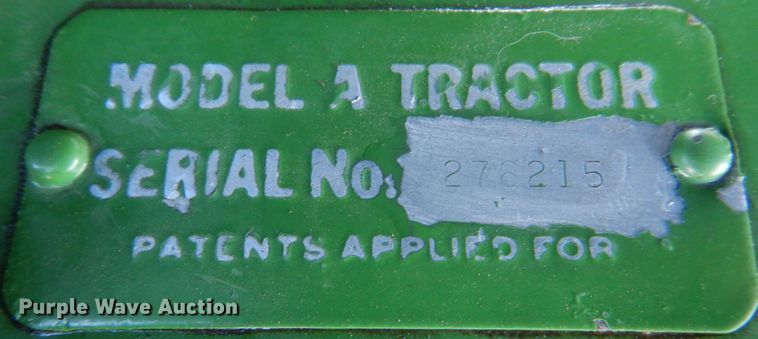 MODEL A TRACTOR
SERIAL No. 276215
PATENTS APPLIED FOR
Purple Wave Auction